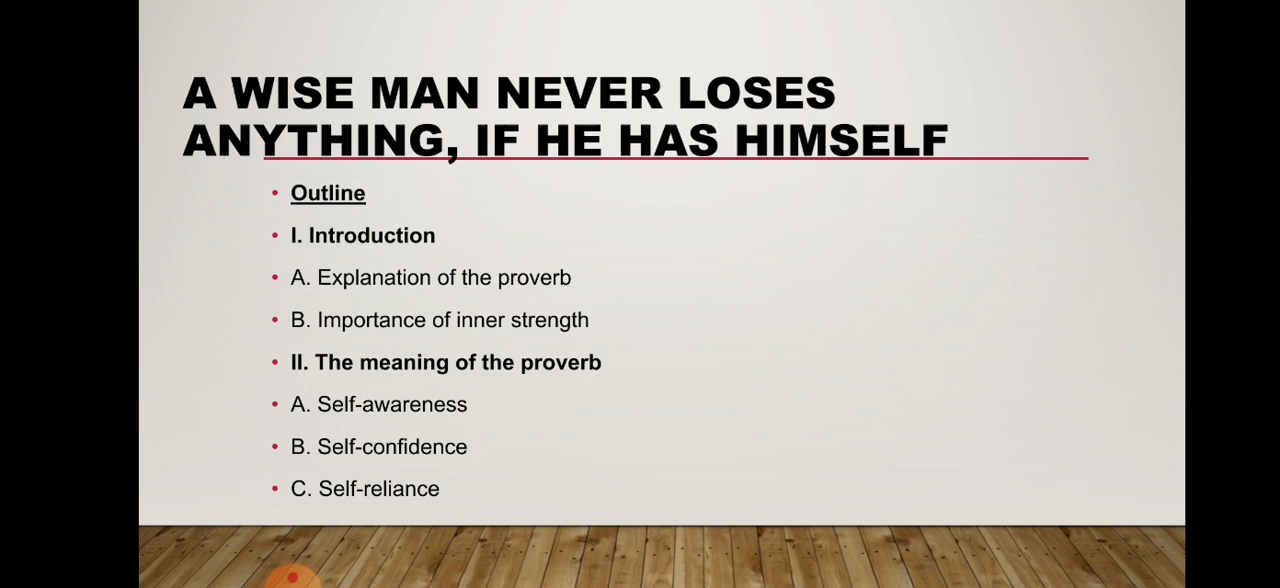 A WISE MAN NEVER LOSES
ANYTHING, IF HE HAS HIMSELF
• Outline
• I. Introduction
• A. Explanation of the proverb
• B. Importance of inner strength
• II. The meaning of the proverb
• A. Self-awareness
• B. Self-confidence
• C. Self-reliance